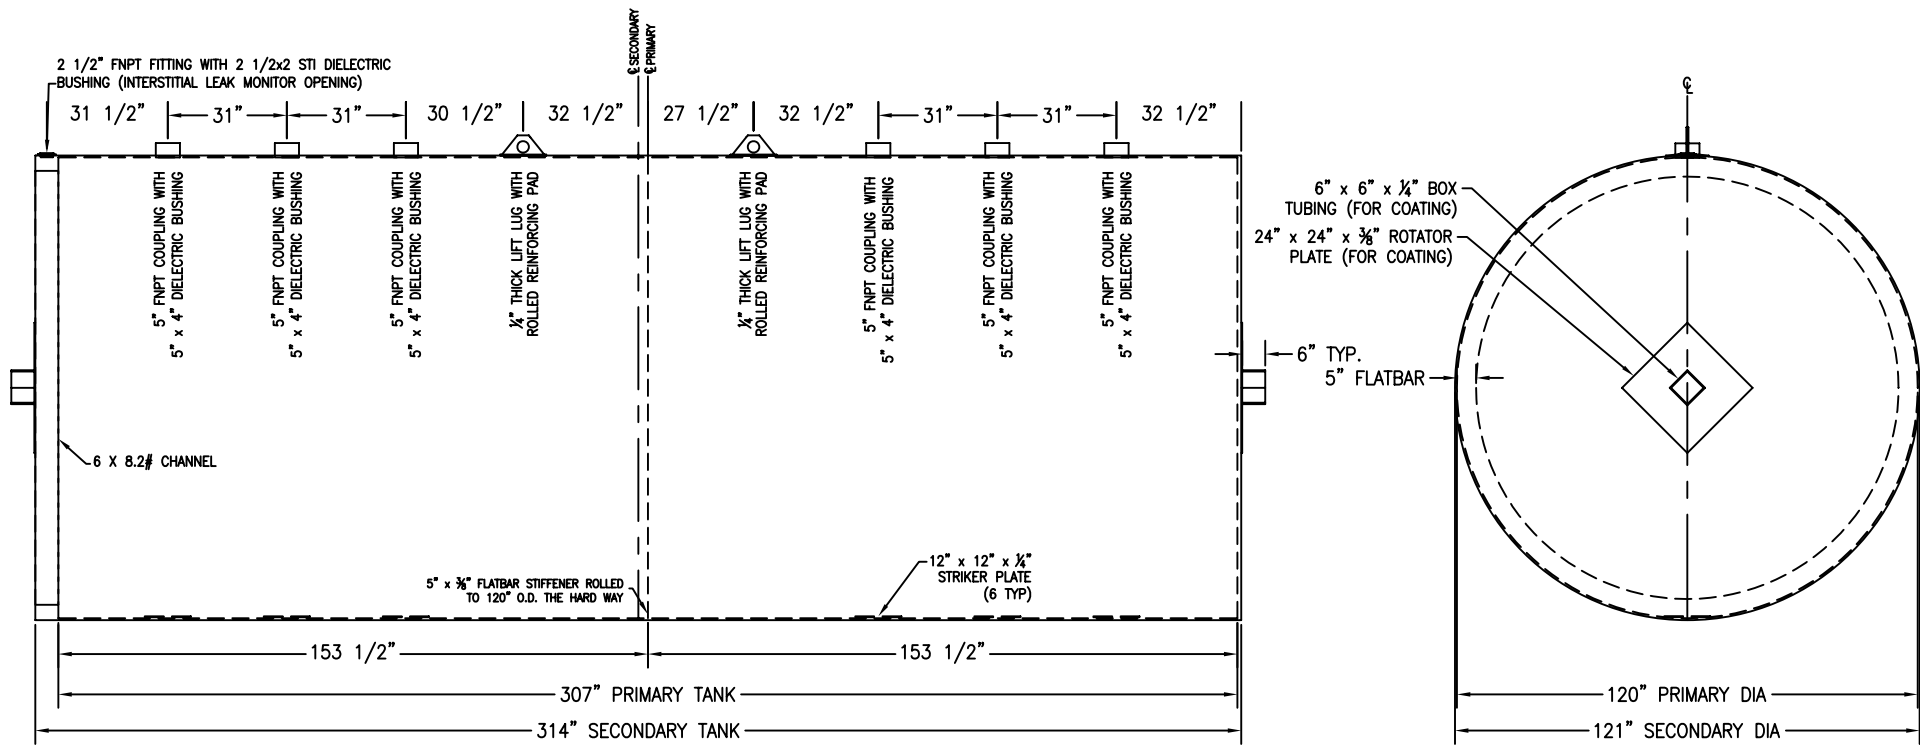 ℄ SECONDARY
℄ PRIMARY
2 1/2" FNPT FITTING WITH 2 1/2x2 STI DIELECTRIC
BUSHING (INTERSTITIAL LEAK MONITOR OPENING)
31 1/2"
31"
31"
30 1/2"
32 1/2"
27 1/2"
32 1/2"
31"
31"
32 1/2"
5" FNPT COUPLING WITH
5" x 4" DIELECTRIC BUSHING
5" FNPT COUPLING WITH
5" x 4" DIELECTRIC BUSHING
5" FNPT COUPLING WITH
5" x 4" DIELECTRIC BUSHING
¼" THICK LIFT LUG WITH
ROLLED REINFORCING PAD
¼" THICK LIFT LUG WITH
ROLLED REINFORCING PAD
5" FNPT COUPLING WITH
5" x 4" DIELECTRIC BUSHING
5" FNPT COUPLING WITH
5" x 4" DIELECTRIC BUSHING
5" FNPT COUPLING WITH
5" x 4" DIELECTRIC BUSHING
6" TYP.
6 X 8.2# CHANNEL
5" x ⅜" FLATBAR STIFFENER ROLLED
TO 120" O.D. THE HARD WAY
12" x 12" x ¼"
STRIKER PLATE
(6 TYP)
153 1/2"
153 1/2"
307" PRIMARY TANK
314" SECONDARY TANK
℄
6" x 6" x ¼" BOX
TUBING (FOR COATING)
24" x 24" x ⅜" ROTATOR
PLATE (FOR COATING)
5" FLATBAR
120" PRIMARY DIA
121" SECONDARY DIA